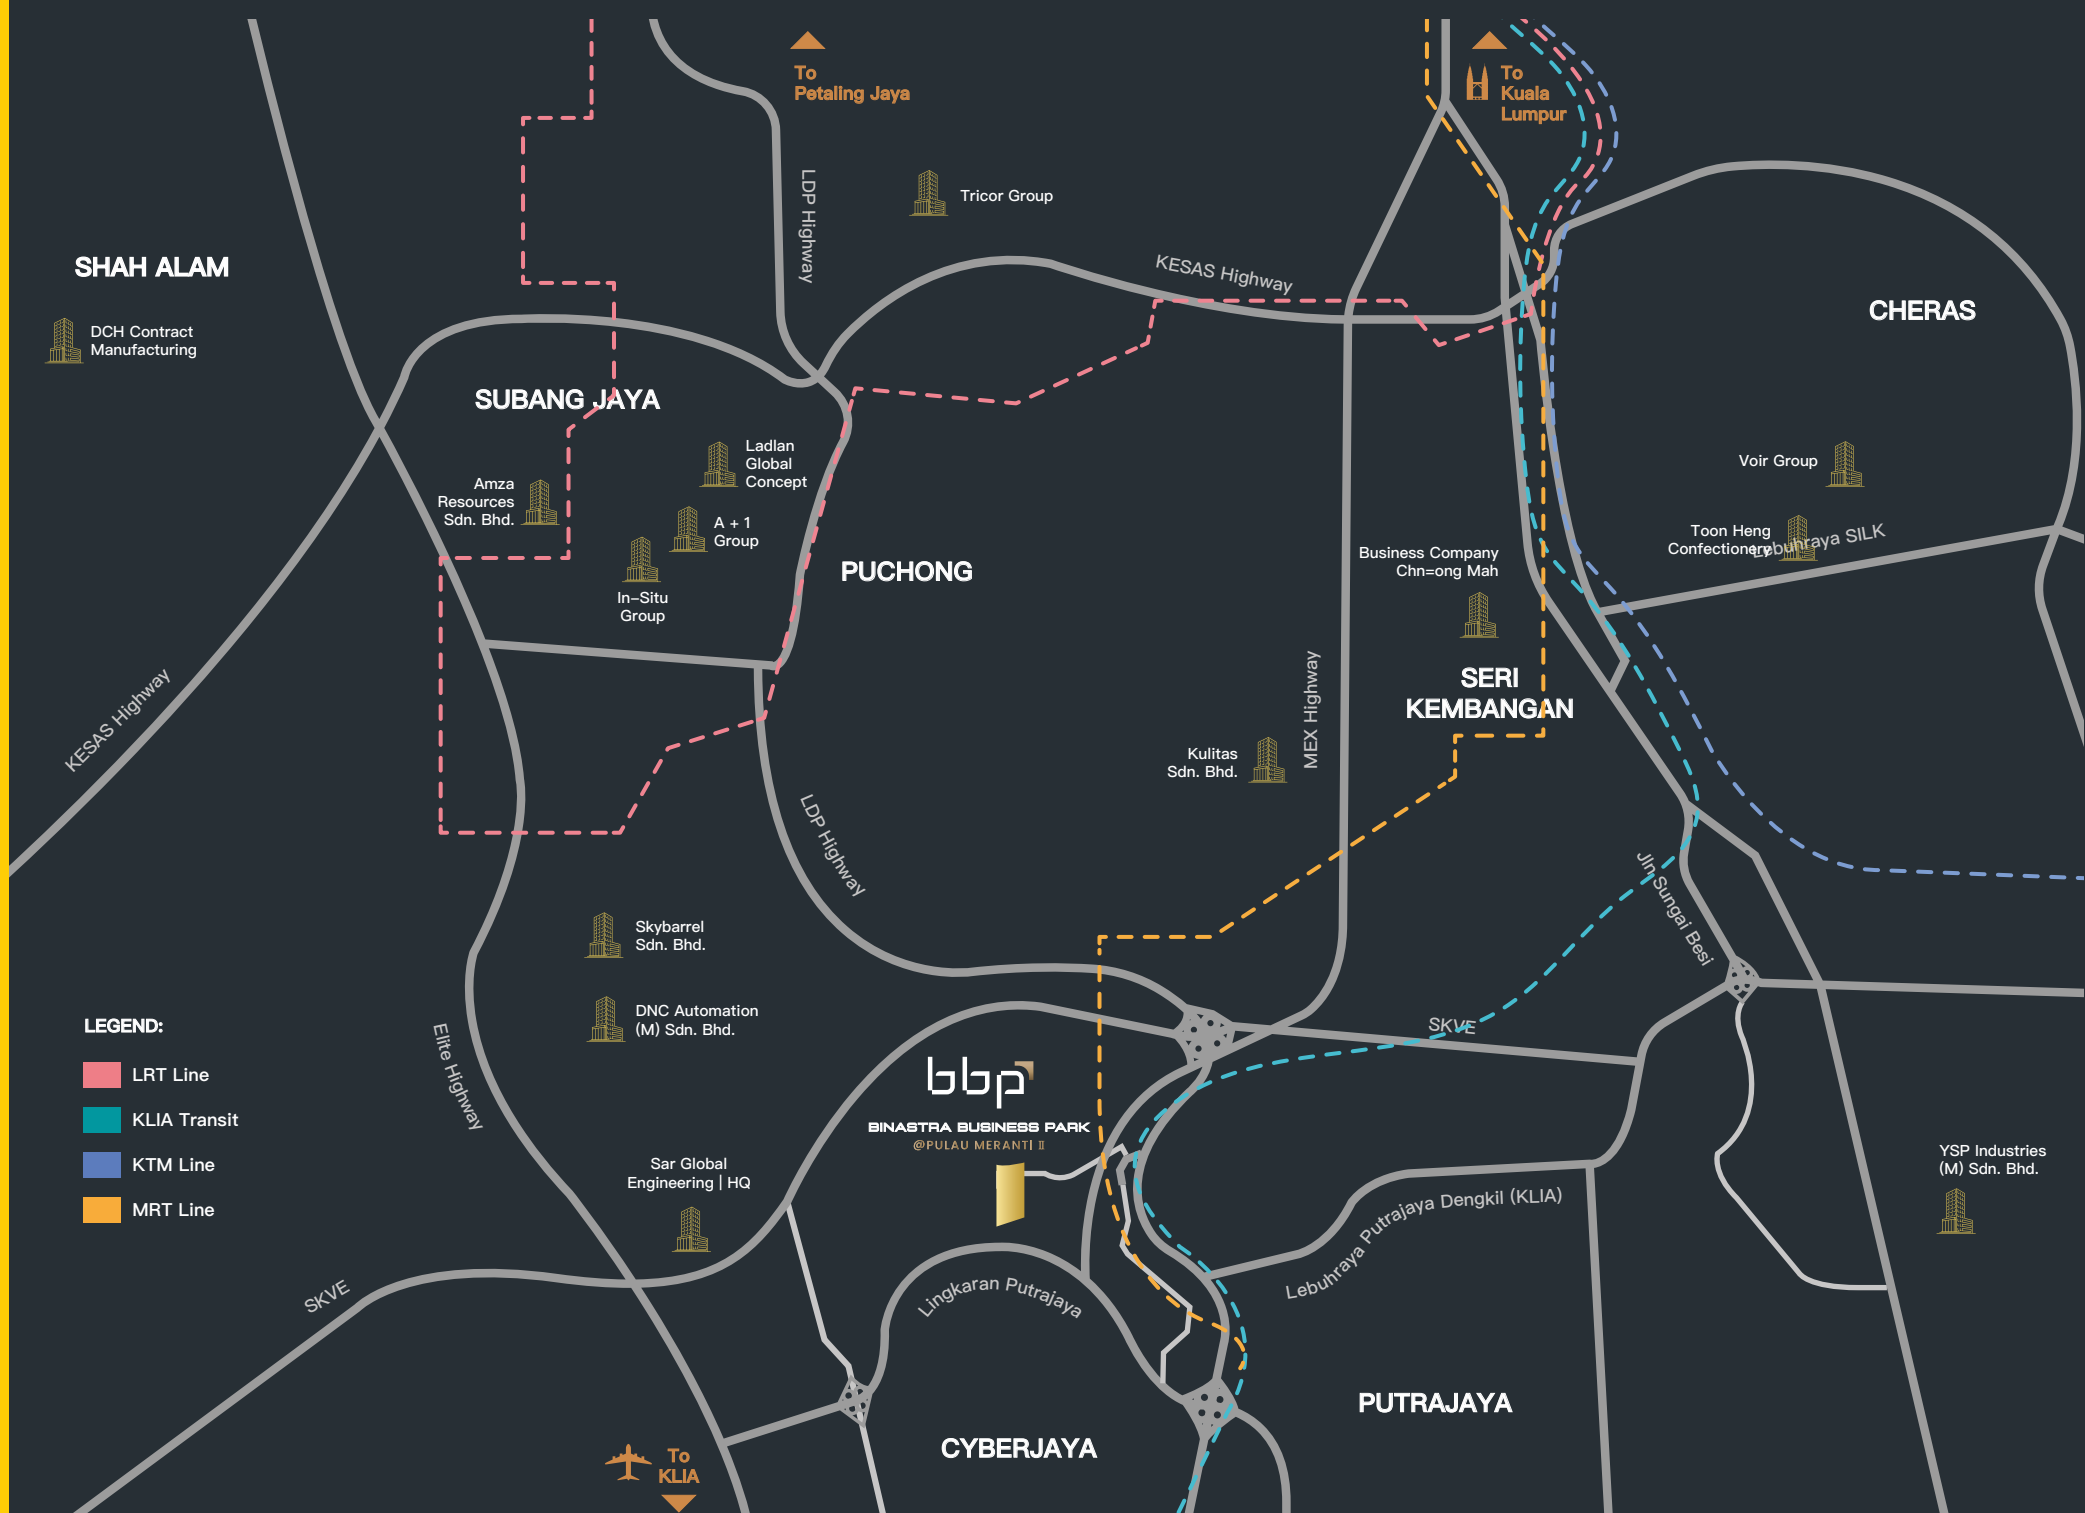 To
Petaling Jaya
To
Kuala
Lumpur
LDP Highway
Tricor Group
SHAH ALAM
KESAS Highway
CHERAS
DCH Contract
Manufacturing
SUBANG JAYA
Ladlan
Global
Concept
Amza
Resources
Sdn. Bhd.
A + 1
Group
In-Situ
Group
PUCHONG
Voir Group
Toon Heng
Confectionery
Lebuhraya SILK
Business Company
Chn=ong Mah
SERI
KEMBANGAN
MEX Highway
KESAS Highway
Kulitas
Sdn. Bhd.
LDP Highway
Jln Sungai Besi
Skybarrel
Sdn. Bhd.
DNC Automation
(M) Sdn. Bhd.
SKVE
LEGEND:
LRT Line
KLIA Transit
KTM Line
MRT Line
Elite Highway
bbp
BINASTRA BUSINESS PARK
@PULAU MERANTI II
Sar Global
Engineering | HQ
YSP Industries
(M) Sdn. Bhd.
Lebuhraya Putrajaya Dengkil (KLIA)
SKVE
Lingkaran Putrajaya
PUTRAJAYA
CYBERJAYA
To
KLIA